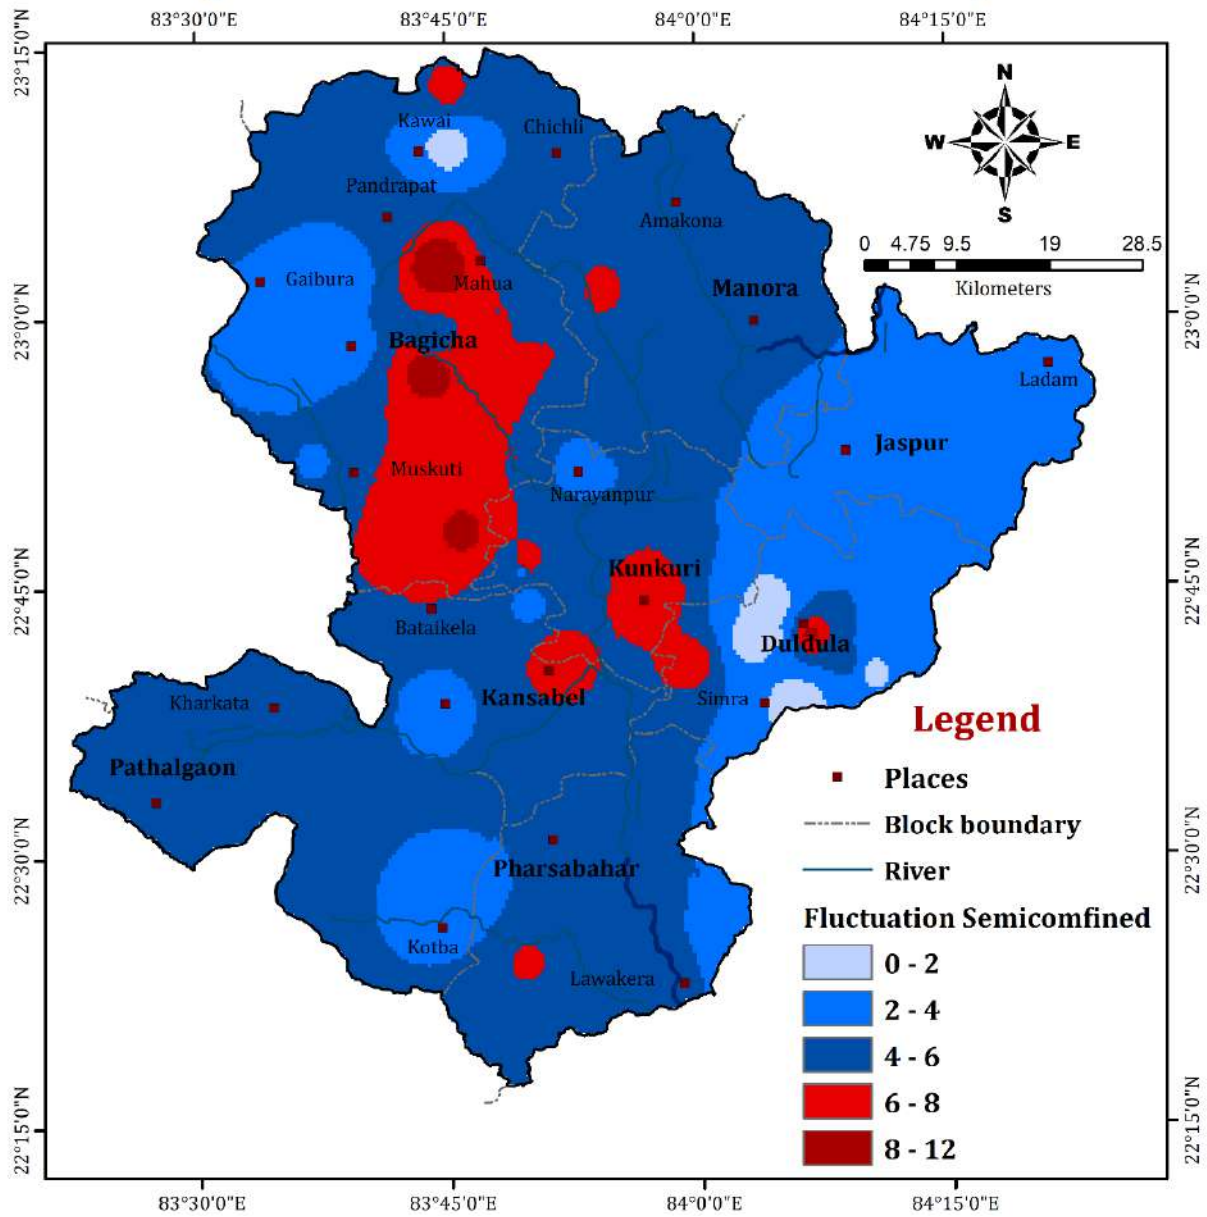 83°30'0"E 83°45'0"E 84°0'0"E 84°15'0"E
23°15'0"N
N
W E
S
Kawai
Chichli
Pandrapat
Amakona
0 4.75 9.5 19 28.5
Kilometers
Gaibura
Mahua
Manora
23°0'0"N 23°0'0"N
Bagicha
Ladam
Jaspur
Muskuti
Narayanpur
Kunkuri
22°45'0"N 22°45'0"N
Bataikela
Duldula
Kansabel
Simra
Kharkata
Pathalgaon
Legend
Places
Block boundary
River
Pharsabahar
22°30'0"N 22°30'0"N
Kotba
Lawakera
Fluctuation Semicomfined
0 - 2
2 - 4
4 - 6
6 - 8
8 - 12
22°15'0"N 22°15'0"N
83°30'0"E 83°45'0"E 84°0'0"E 84°15'0"E